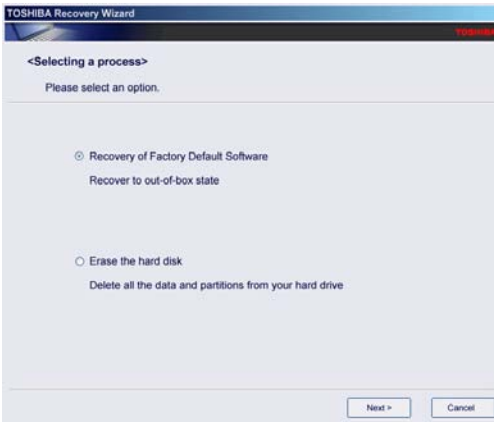 TOSHIBA Recovery Wizard
TOSHIBA
<Selecting a process>
Please select an option.
Recovery of Factory Default Software
Recover to out-of-box state
Erase the hard disk
Delete all the data and partitions from your hard drive
Next >
Cancel